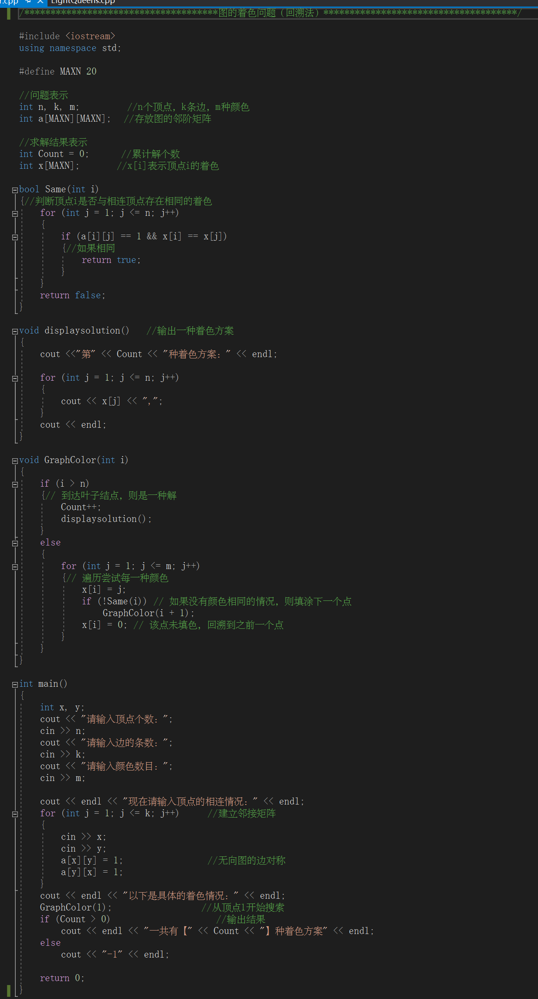 r.cpp EightQueens.cpp
/*************************************图的着色问题（回溯法）*************************************/
#include <iostream>
using namespace std;
#define MAXN 20
//问题表示
int n, k, m; //n个顶点，k条边，m种颜色
int a[MAXN][MAXN]; //存放图的邻阶矩阵
//求解结果表示
int Count = 0; //累计解个数
int x[MAXN]; //x[i]表示顶点i的着色
bool Same(int i)
{//判断顶点i是否与相连顶点存在相同的着色
for (int j = 1; j <= n; j++)
{
if (a[i][j] == 1 && x[i] == x[j])
{//如果相同
return true;
}
}
return false;
}
void displaysolution() //输出一种着色方案
{
cout <<"第" << Count << "种着色方案：" << endl;
for (int j = 1; j <= n; j++)
{
cout << x[j] << ",";
}
cout << endl;
}
void GraphColor(int i)
{
if (i > n)
{// 到达叶子结点，则是一种解
Count++;
displaysolution();
}
else
{
for (int j = 1; j <= m; j++)
{// 遍历尝试每一种颜色
x[i] = j;
if (!Same(i)) // 如果没有颜色相同的情况，则填涂下一个点
GraphColor(i + 1);
x[i] = 0; // 该点未填色，回溯到之前一个点
}
}
}
int main()
{
int x, y;
cout << "请输入顶点个数：";
cin >> n;
cout << "请输入边的条数：";
cin >> k;
cout << "请输入颜色数目：";
cin >> m;
cout << endl << "现在请输入顶点的相连情况：" << endl;
for (int j = 1; j <= k; j++) //建立邻接矩阵
{
cin >> x;
cin >> y;
a[x][y] = 1; //无向图的边对称
a[y][x] = 1;
}
cout << endl << "以下是具体的着色情况：" << endl;
GraphColor(1); //从顶点1开始搜索
if (Count > 0) //输出结果
cout << endl << "一共有【" << Count << "】种着色方案" << endl;
else
cout << "-1" << endl;
return 0;
}